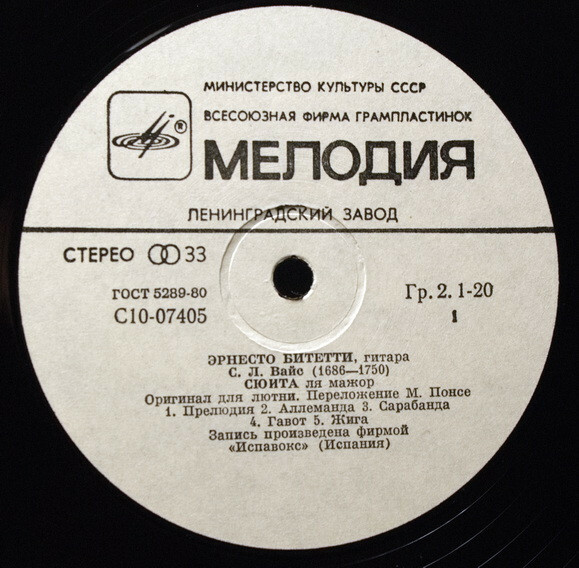 МИНИСТЕРСТВО КУЛЬТУРЫ СССР
ВСЕСОЮЗНАЯ ФИРМА ГРАМПЛАСТИНОК
®
МЕЛОДИЯ
ЛЕНИНГРАДСКИЙ ЗАВОД
СТЕРЕО 33
ГОСТ 5289-80
С10-07405
Гр. 2. 1-20
1
ЭРНЕСТО БИТЕТТИ, гитара
С. Л. Вайс (1686—1750)
СЮИТА ля мажор
Оригинал для лютни. Переложение М. Понсе
1. Прелюдия 2. Аллеманда 3. Сарабанда
4. Гавот 5. Жига
Запись произведена фирмой
«Испавокс» (Испания)